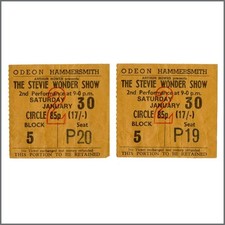 ODEON HAMMERSMITH
THE STEVIE WONDER SHOW
2nd Performance at 9-0 p.m.
SATURDAY
JANUARY 30
CIRCLE 85p (17/-)
BLOCK Seat
5 P20
THIS PORTION TO BE RETAINED
ODEON HAMMERSMITH
THE STEVIE WONDER SHOW
2nd Performance at 9-0 p.m.
SATURDAY
JANUARY 30
CIRCLE 85p (17/-)
BLOCK Seat
5 P19
THIS PORTION TO BE RETAINED